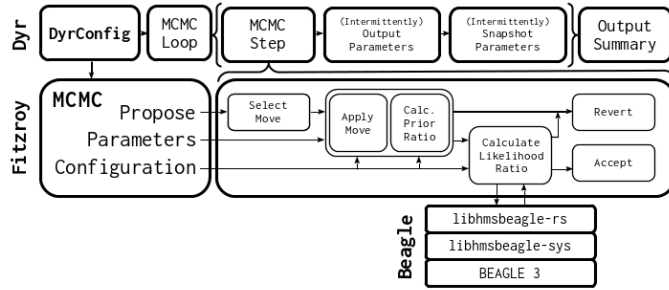 Dyr
DyrConfig
MCMC
Loop
MCMC
Step
(Intermittently)
Output
Parameters
(Intermittently)
Snapshot
Parameters
Output
Summary
Fitzroy
MCMC
Propose
Parameters
Configuration
Select
Move
Apply
Move
Calc.
Prior
Ratio
Calculate
Likelihood
Ratio
Revert
Accept
Beagle
libhmsbeagle-rs
libhmsbeagle-sys
BEAGLE 3